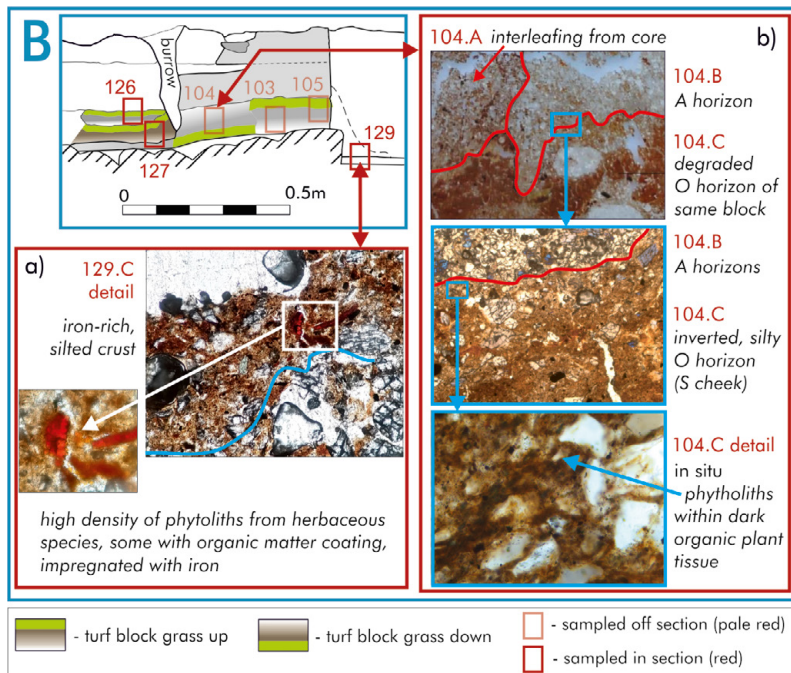 B
burrow
126
104
103
105
129
127
0
0.5m
a)
129.C
detail
iron-rich,
silted crust
high density of phytoliths from herbaceous
species, some with organic matter coating,
impregnated with iron
b)
104.A interleafing from core
104.B
A horizon
104.C
degraded
O horizon of
same block
104.B
A horizons
104.C
inverted, silty
O horizon
(S cheek)
104.C detail
in situ
phytholiths
within dark
organic plant
tissue
- turf block grass up
- turf block grass down
- sampled off section (pale red)
- sampled in section (red)